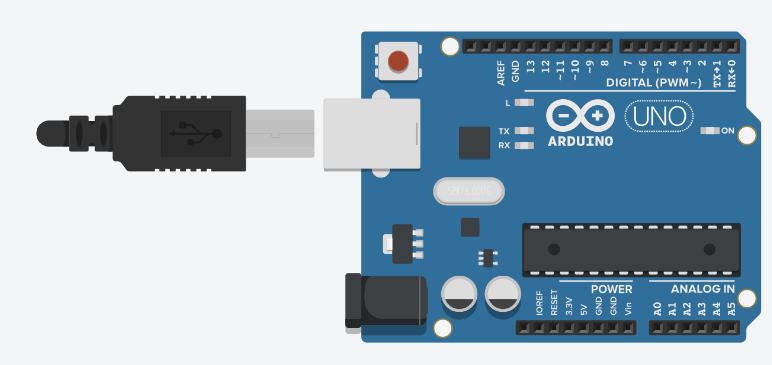 AREF
GND
13
12
~11
~10
~9
8
7
~6
~5
~4
~3
2
TX→1
RX←0
DIGITAL (PWM~)
L
TX
RX
ARDUINO
UNO
ON
POWER
ANALOG IN
IOREF
RESET
3.3V
5V
GND
GND
Vin
A0
A1
A2
A3
A4
A5